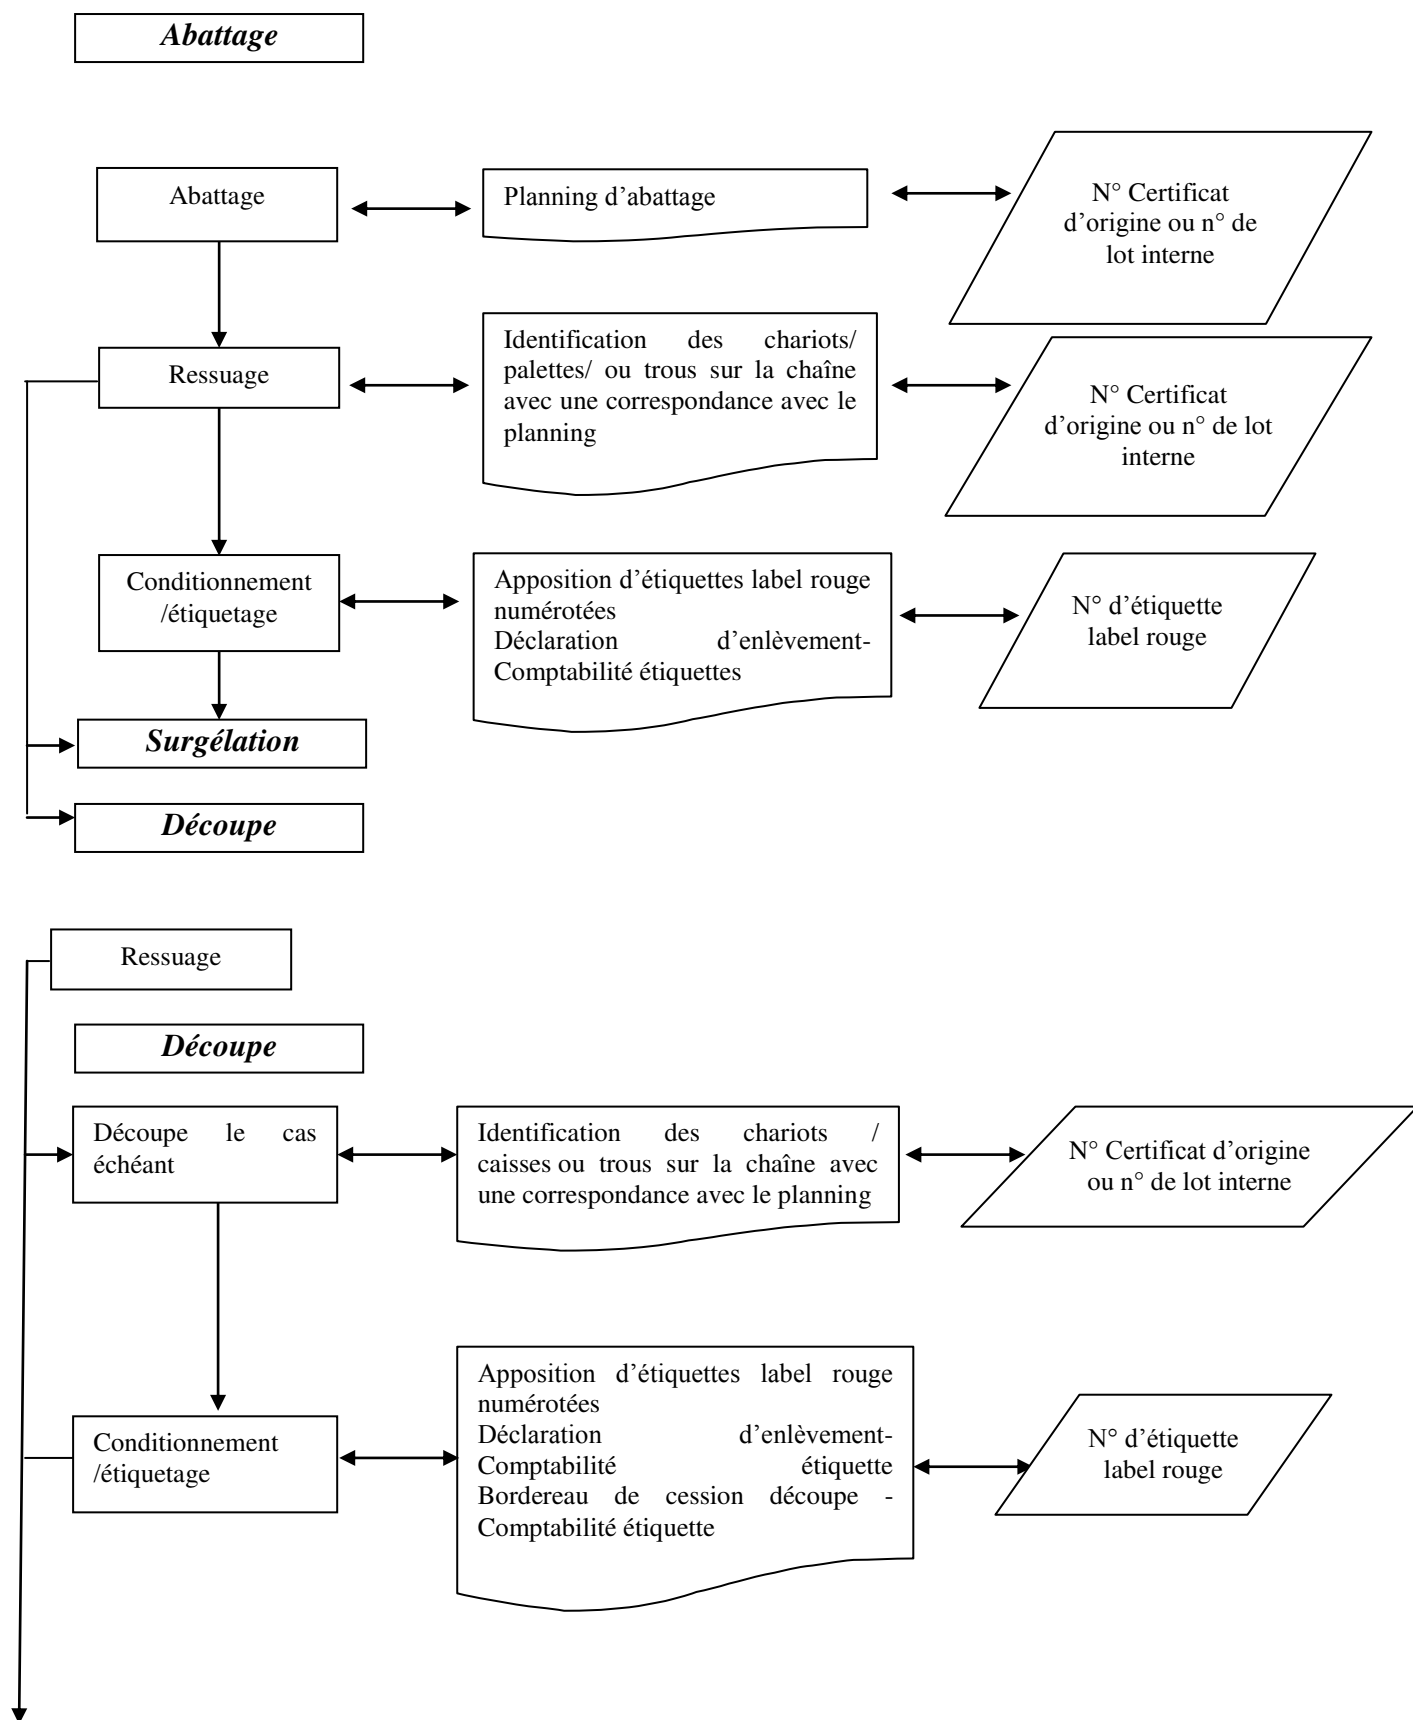 Abattage
Abattage
Planning d’abattage
N° Certificat
d’origine ou n° de
lot interne
Ressuage
Identification des chariots/
palettes/ ou trous sur la chaîne
avec une correspondance avec le
planning
N° Certificat
d’origine ou n° de lot
interne
Conditionnement
/étiquetage
Apposition d’étiquettes label rouge
numérotées
Déclaration d’enlèvement-
Comptabilité étiquettes
N° d’étiquette
label rouge
Surgélation
Découpe
Ressuage
Découpe
Découpe le cas
échéant
Identification des chariots /
caisses ou trous sur la chaîne avec
une correspondance avec le planning
N° Certificat d’origine
ou n° de lot interne
Conditionnement
/étiquetage
Apposition d’étiquettes label rouge
numérotées
Déclaration d’enlèvement-
Comptabilité étiquette
Bordereau de cession découpe -
Comptabilité étiquette
N° d’étiquette
label rouge